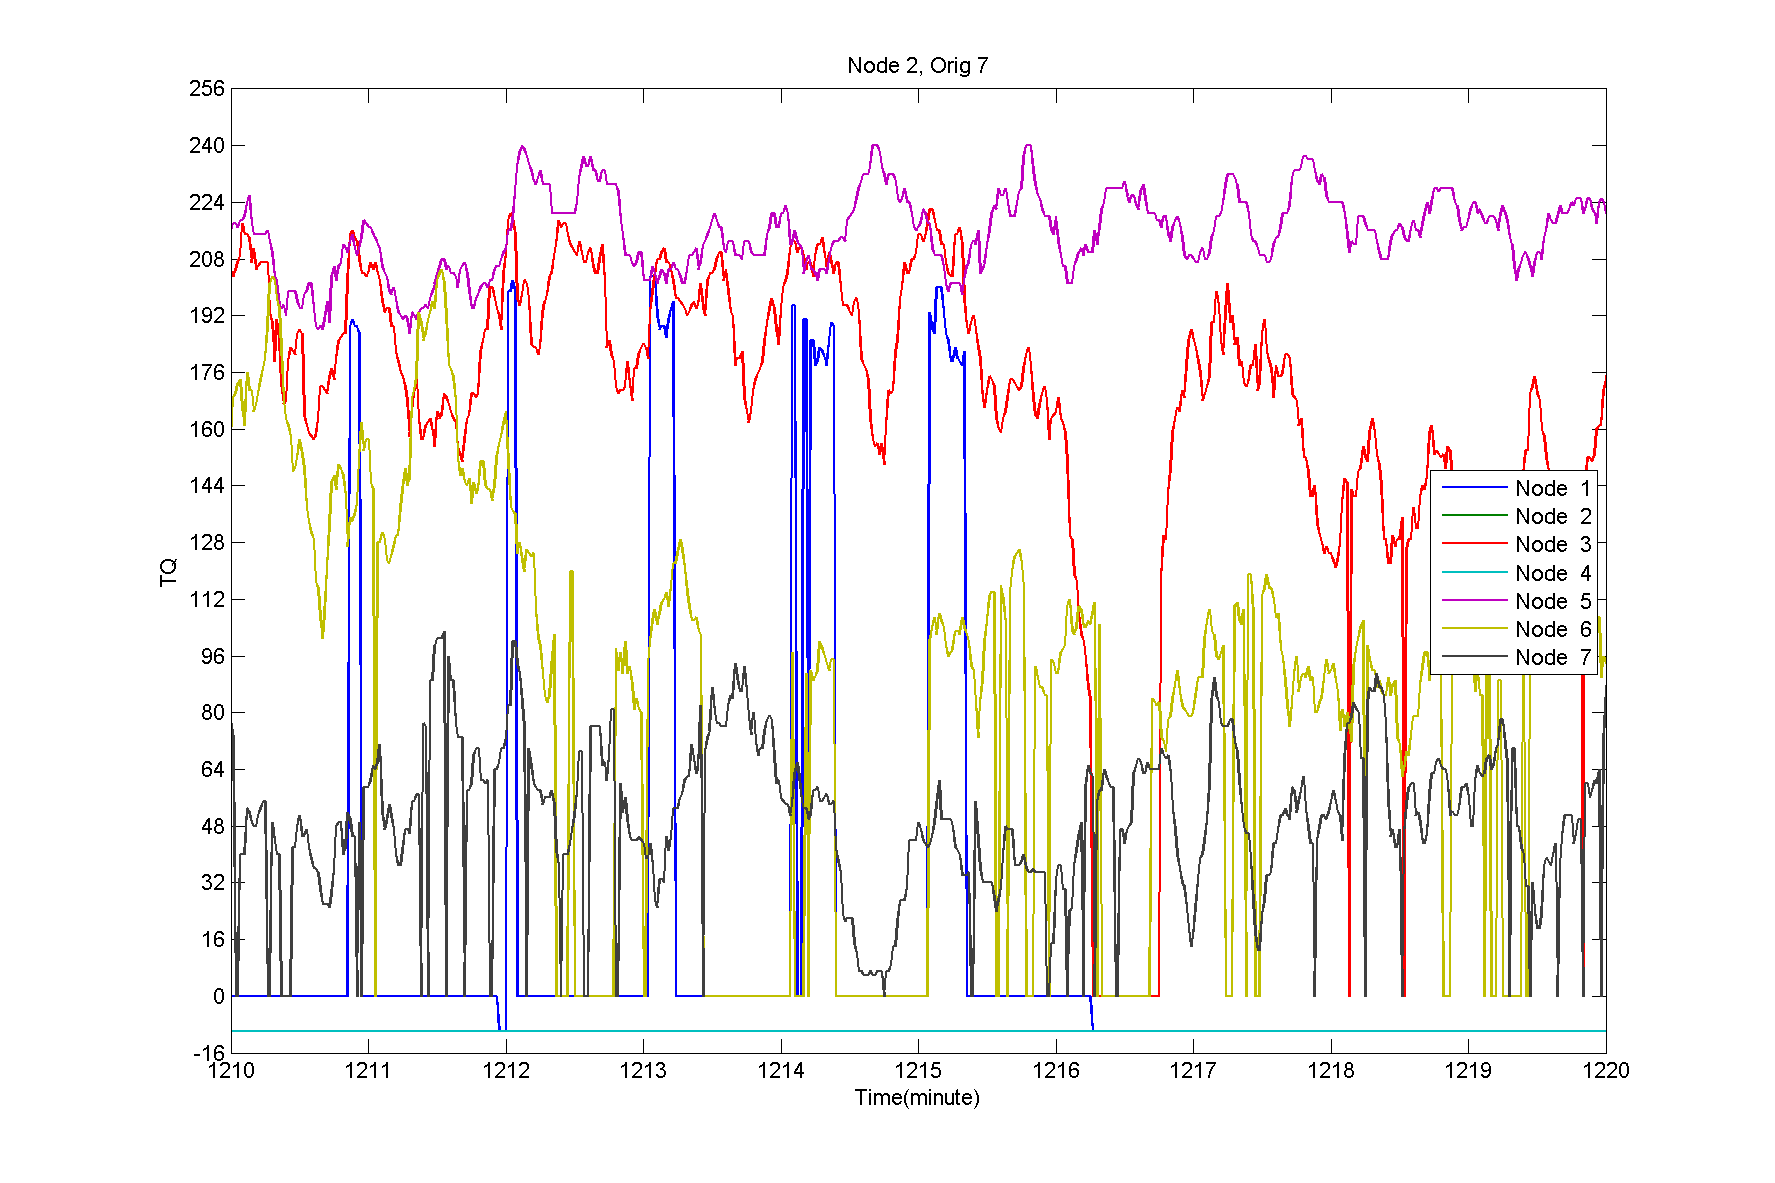 Node 2, Orig 7
256
240
224
208
192
176
160
144
128
112
96
80
64
48
32
16
0
-16
TQ
Node 1
Node 2
Node 3
Node 4
Node 5
Node 6
Node 7
1210 1211 1212 1213 1214 1215 1216 1217 1218 1219 1220
Time(minute)